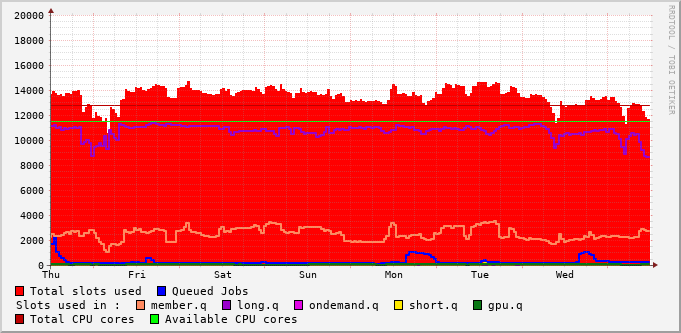 20000
18000
16000
14000
12000
10000
8000
6000
4000
2000
0
Thu Fri Sat Sun Mon Tue Wed
Total slots used Queued Jobs
Slots used in : member.q long.q ondemand.q short.q gpu.q
Total CPU cores Available CPU cores
RRDTOOL / TOBI OETIKER